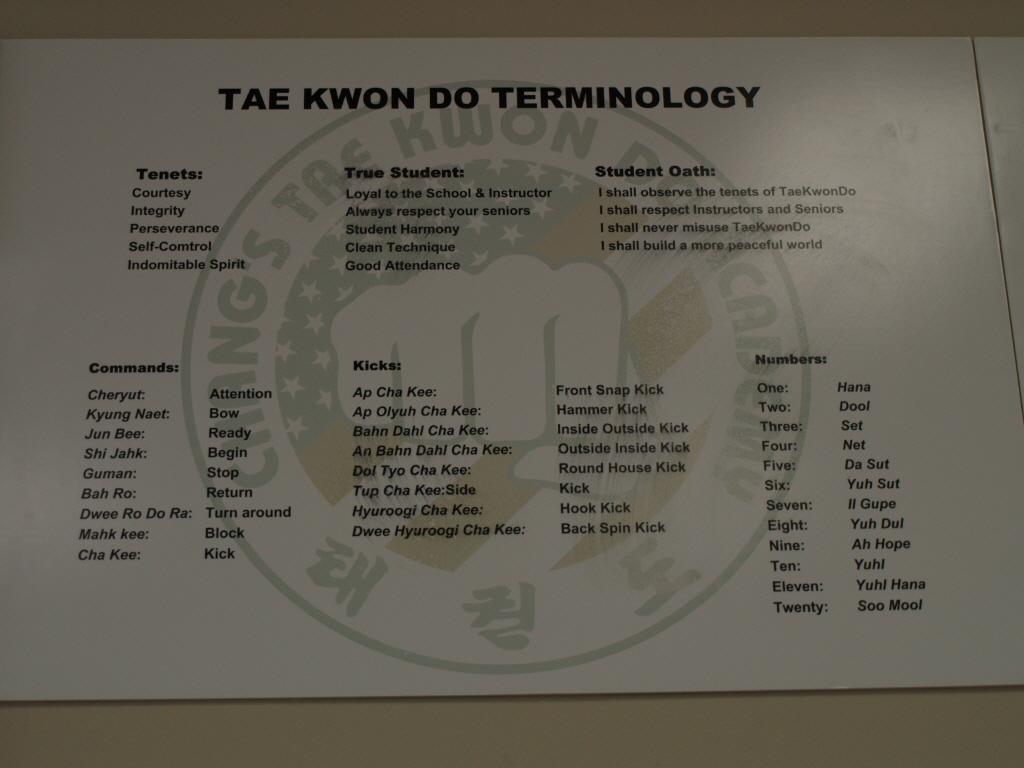 TAE KWON DO TERMINOLOGY
CHANGS TAE KWON DO ACADEMY
Tenets:
Courtesy
Integrity
Perseverance
Self-Comtrol
Indomitable Spirit
True Student:
Loyal to the School & Instructor
Always respect your seniors
Student Harmony
Clean Technique
Good Attendance
Student Oath:
I shall observe the tenets of TaeKwonDo
I shall respect Instructors and Seniors
I shall never misuse TaeKwonDo
I shall build a more peaceful world
Commands:
Cheryut: Attention
Kyung Naet: Bow
Jun Bee: Ready
Shi Jahk: Begin
Guman: Stop
Bah Ro: Return
Dwee Ro Do Ra: Turn around
Mahk kee: Block
Cha Kee: Kick
Kicks:
Ap Cha Kee: Front Snap Kick
Ap Olyuh Cha Kee: Hammer Kick
Bahn Dahl Cha Kee: Inside Outside Kick
An Bahn Dahl Cha Kee: Outside Inside Kick
Dol Tyo Cha Kee: Round House Kick
Tup Cha Kee:Side Kick
Hyuroogi Cha Kee: Hook Kick
Dwee Hyuroogi Cha Kee: Back Spin Kick
Numbers:
One: Hana
Two: Dool
Three: Set
Four: Net
Five: Da Sut
Six: Yuh Sut
Seven: Il Gupe
Eight: Yuh Dul
Nine: Ah Hope
Ten: Yuhl
Eleven: Yuhl Hana
Twenty: Soo Mool
태 권 도